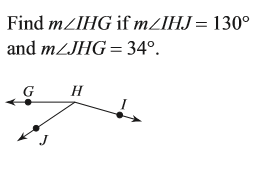 Find m∠IHG if m∠IHJ = 130°
and m∠JHG = 34°.
G H
I
J